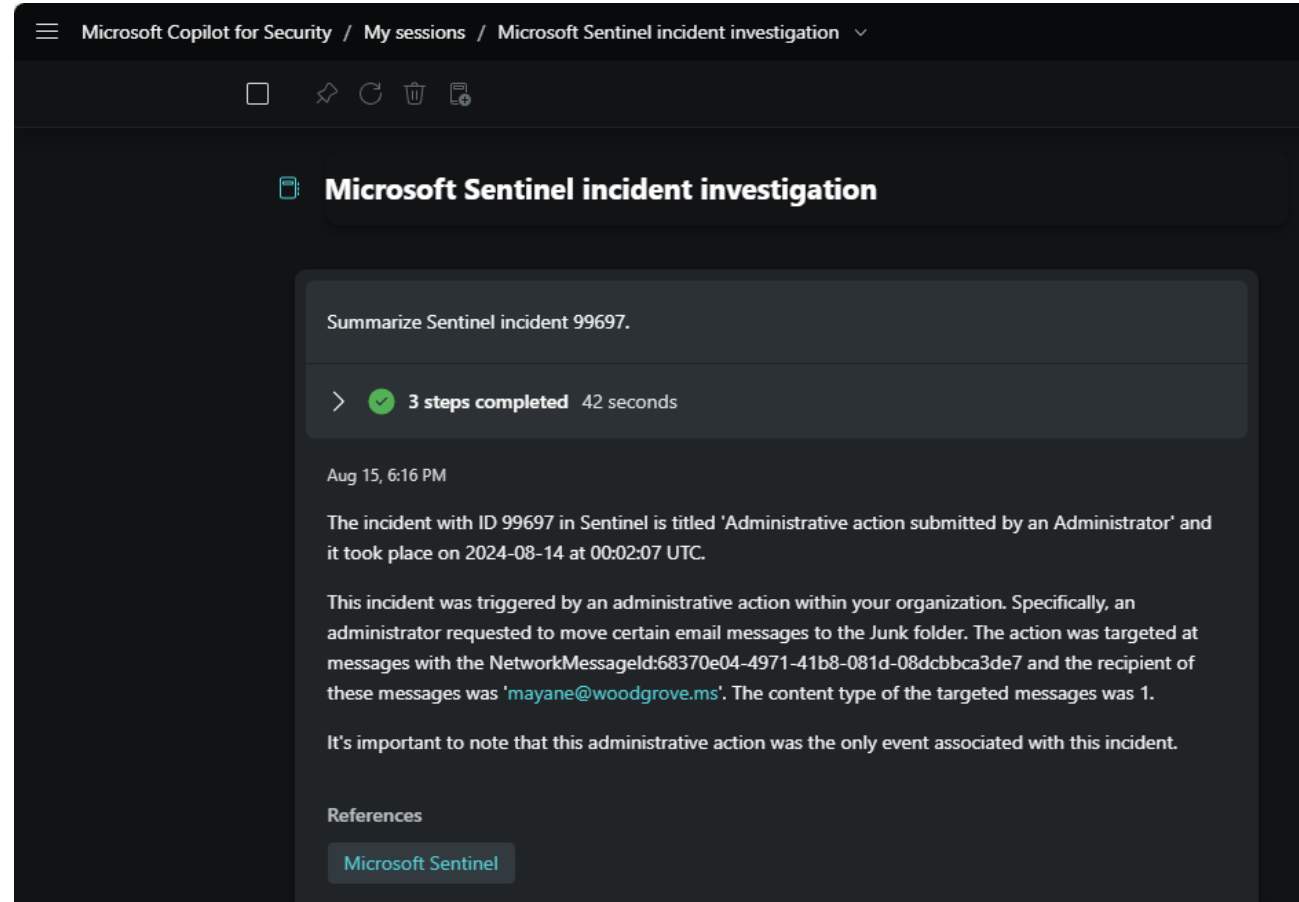 Microsoft Copilot for Security / My sessions / Microsoft Sentinel incident investigation
Microsoft Sentinel incident investigation
Summarize Sentinel incident 99697.
3 steps completed 42 seconds
Aug 15, 6:16 PM
The incident with ID 99697 in Sentinel is titled 'Administrative action submitted by an Administrator' and
it took place on 2024-08-14 at 00:02:07 UTC.
This incident was triggered by an administrative action within your organization. Specifically, an
administrator requested to move certain email messages to the Junk folder. The action was targeted at
messages with the NetworkMessageId:68370e04-4971-41b8-081d-08dcbbca3de7 and the recipient of
these messages was 'mayane@woodgrove.ms'. The content type of the targeted messages was 1.
It's important to note that this administrative action was the only event associated with this incident.
References
Microsoft Sentinel